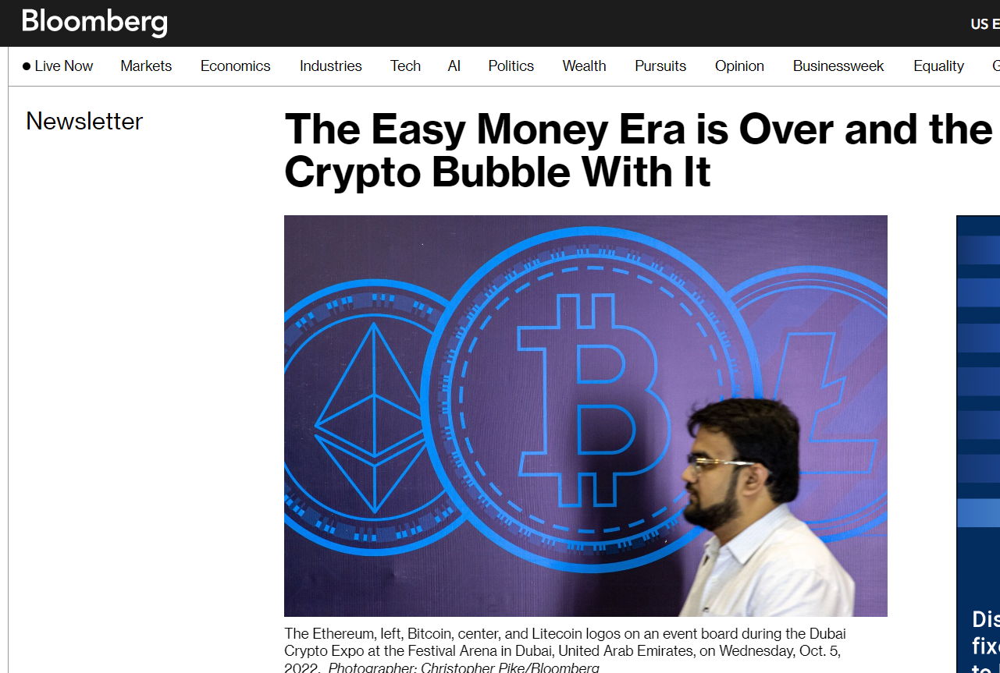 Bloomberg
US E
Live Now Markets Economics Industries Tech AI Politics Wealth Pursuits Opinion Businessweek Equality G
Newsletter
The Easy Money Era is Over and the
Crypto Bubble With It
The Ethereum, left, Bitcoin, center, and Litecoin logos on an event board during the Dubai
Crypto Expo at the Festival Arena in Dubai, United Arab Emirates, on Wednesday, Oct. 5,
2022. Photographer: Christopher Pike/Bloomberg
Dis
fixe
to